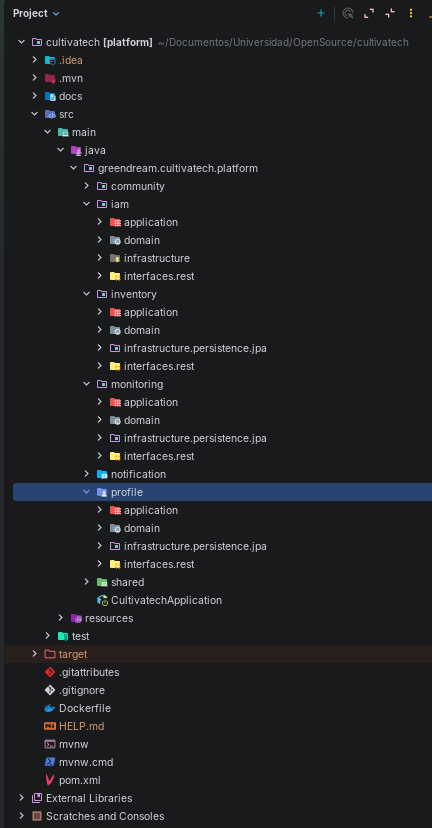 Project
cultivatech [platform] ~/Documentos/Universidad/OpenSource/cultivatech
.idea
.mvn
docs
src
main
java
greendream.cultivatech.platform
community
iam
application
domain
infrastructure
interfaces.rest
inventory
application
domain
infrastructure.persistence.jpa
interfaces.rest
monitoring
application
domain
infrastructure.persistence.jpa
interfaces.rest
notification
profile
application
domain
infrastructure.persistence.jpa
interfaces.rest
shared
CultivatechApplication
resources
test
target
.gitattributes
.gitignore
Dockerfile
HELP.md
mvnw
mvnw.cmd
pom.xml
External Libraries
Scratches and Consoles